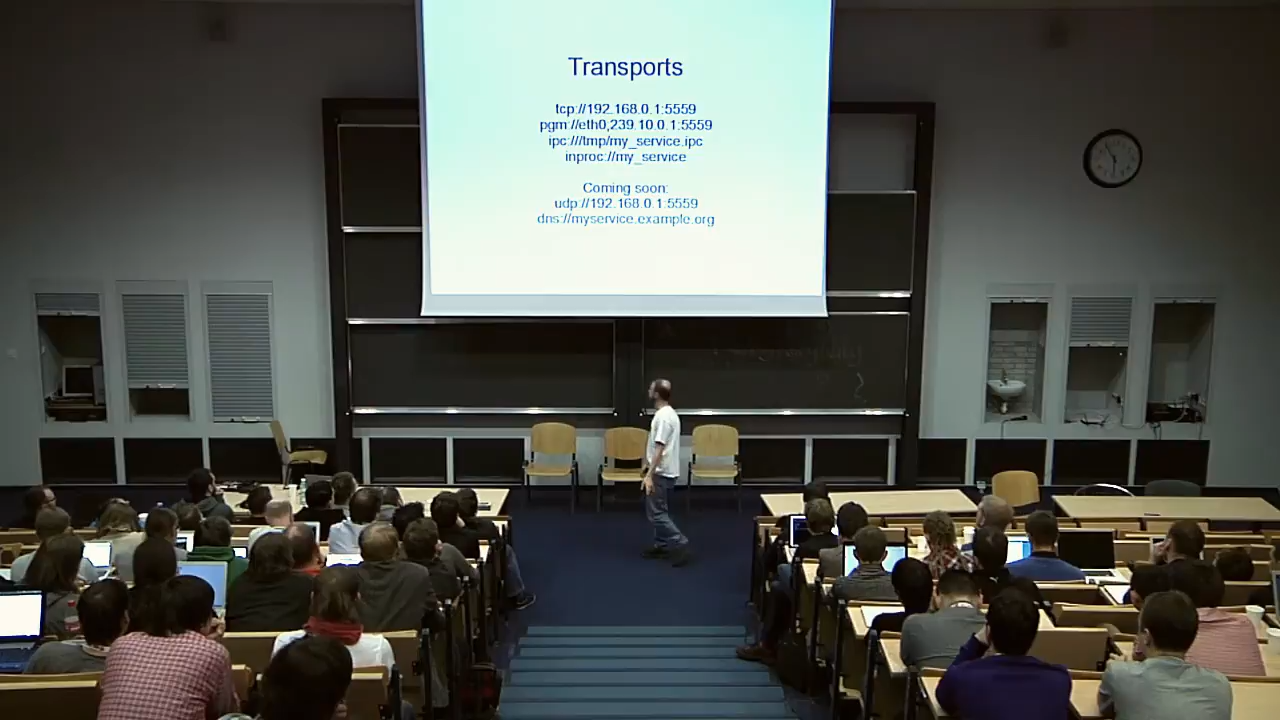 Transports
tcp://192.168.0.1:5559
pgm://eth0,239.10.0.1:5559
ipc:///tmp/my_service.ipc
inproc://my_service
Coming soon:
udp://192.168.0.1:5559
dns://myservice.example.org